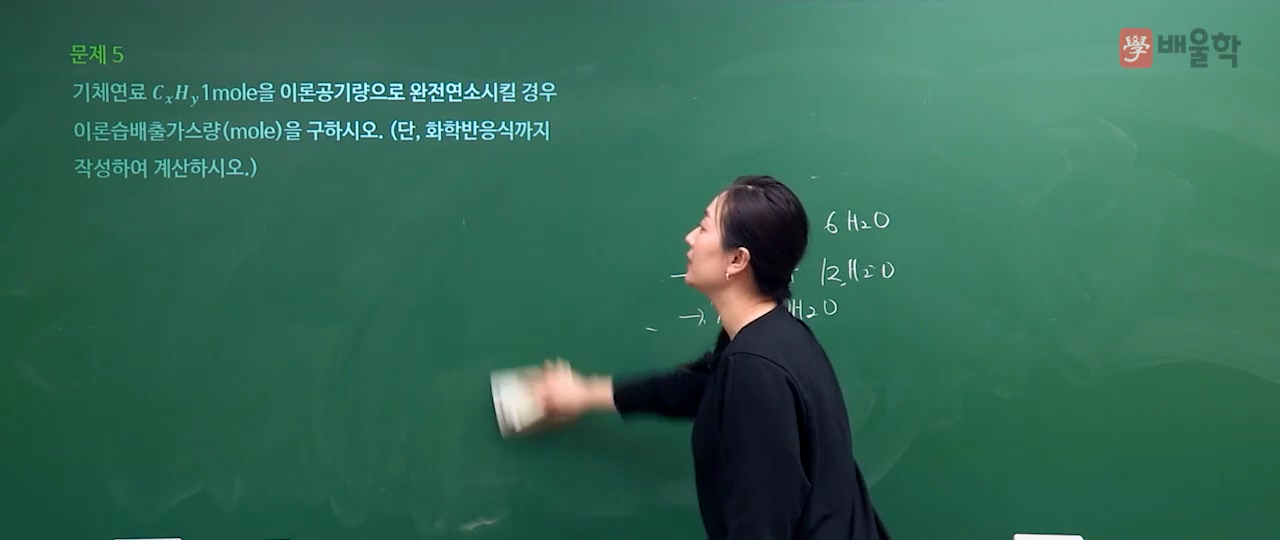 學 배울학
문제 5
기체연료 CₓHᵧ 1mole을 이론공기량으로 완전연소시킬 경우
이론습배출가스량(mole)을 구하시오. (단, 화학반응식까지
작성하여 계산하시오.)
6 H₂O
→ 12 H₂O
→ H₂O